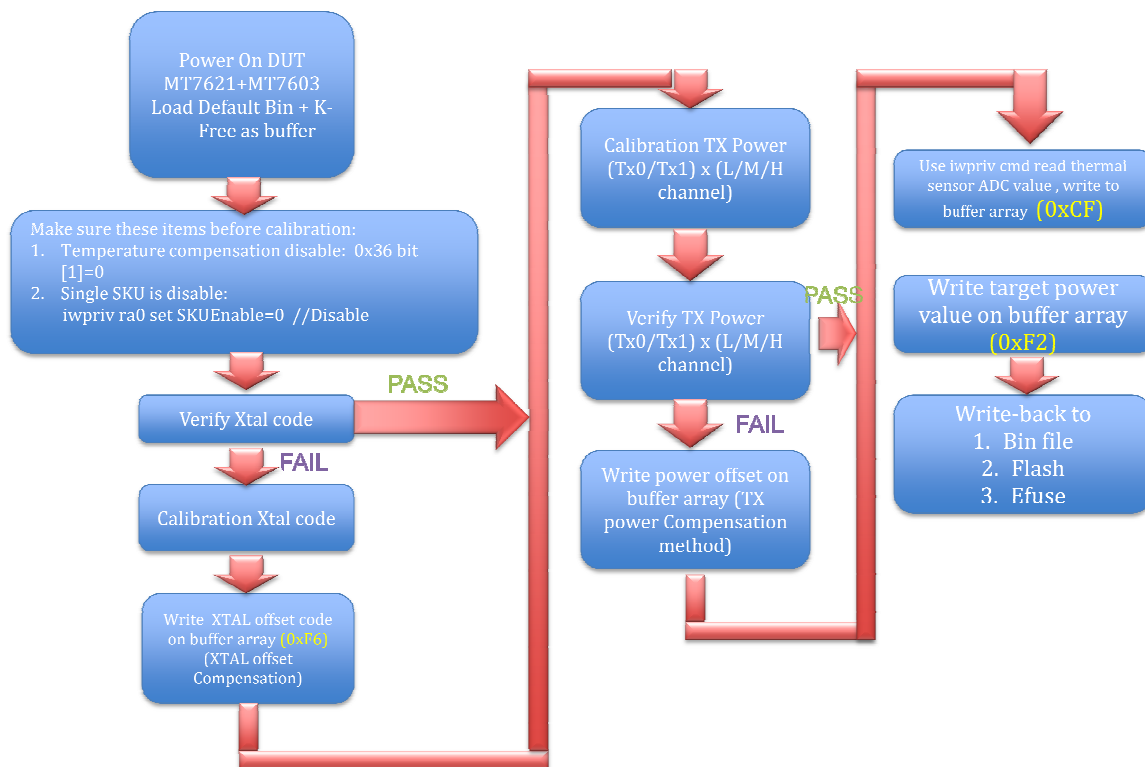 Power On DUT
MT7621+MT7603
Load Default Bin + K-
Free as buffer
Make sure these items before calibration:
1. Temperature compensation disable: 0x36 bit
[1]=0
2. Single SKU is disable:
iwpriv ra0 set SKUEnable=0 //Disable
Verify Xtal code
PASS
FAIL
Calibration Xtal code
Write XTAL offset code
on buffer array (0xF6)
(XTAL offset
Compensation)
Calibration TX Power
(Tx0/Tx1) x (L/M/H
channel)
Verify TX Power
(Tx0/Tx1) x (L/M/H
channel)
PASS
FAIL
Write power offset on
buffer array (TX
power Compensation
method)
Use iwpriv cmd read thermal
sensor ADC value , write to
buffer array (0xCF)
Write target power
value on buffer array
(0xF2)
Write-back to
1. Bin file
2. Flash
3. Efuse